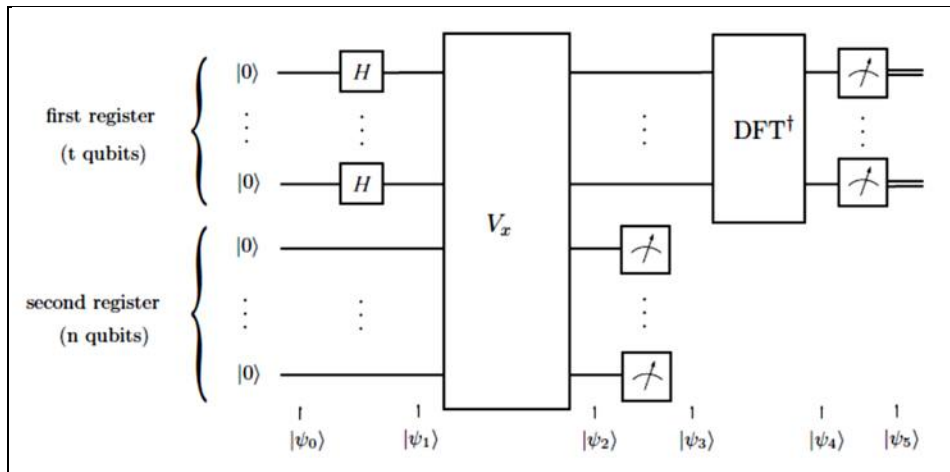 |0⟩ H
first register
(t qubits)
|0⟩ H
DFT†
V_x
|0⟩
second register
(n qubits)
|0⟩
|ψ₀⟩ |ψ₁⟩ |ψ₂⟩ |ψ₃⟩ |ψ₄⟩ |ψ₅⟩